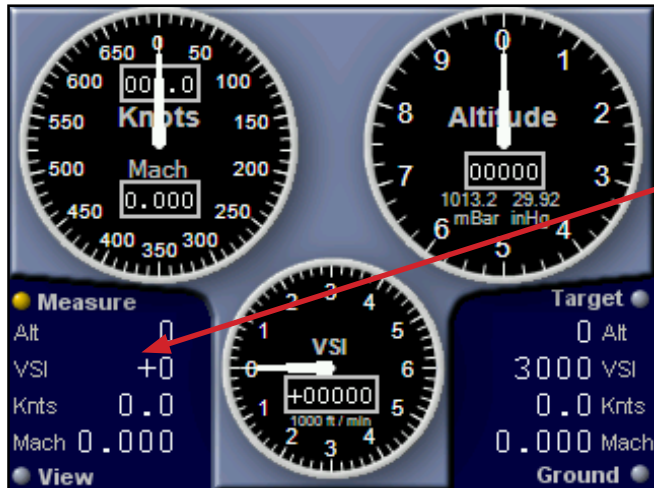 650 0 50
600 000.0 100
Knots
550 150
Mach
500 200
0.000
450 250
400 350 300
0
9 1
8 Altitude 2
7 00000 3
1013.2 29.92
mBar inHg
6 5 4
Measure
Alt 0
VSI +0
Knts 0.0
Mach 0.000
View
2 3 4
1 VSI 5
0 6
+00000
1 1000 ft / min 5
2 3 4
Target
0 Alt
3000 VSI
0.0 Knts
0.000 Mach
Ground